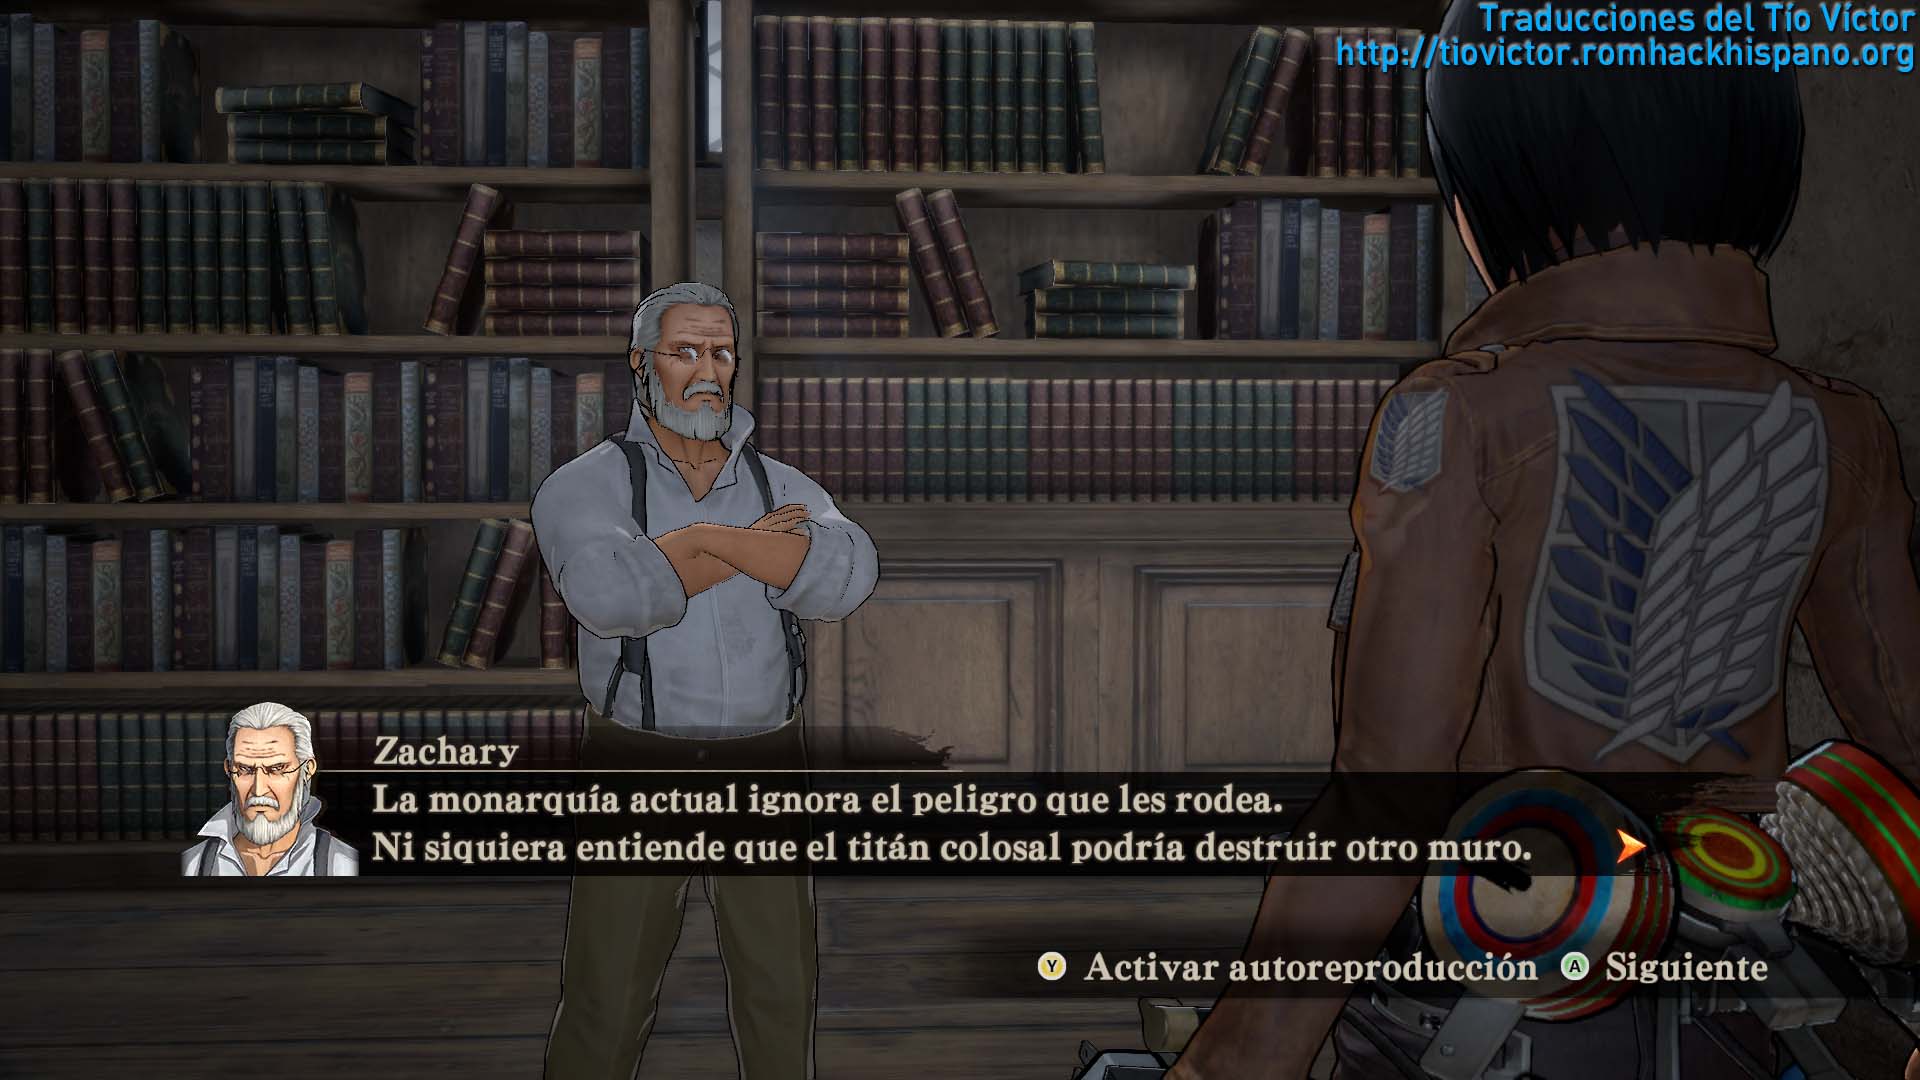 Traducciones del Tío Víctor
http://tiovictor.romhackhispano.org
Zachary
La monarquía actual ignora el peligro que les rodea.
Ni siquiera entiende que el titán colosal podría destruir otro muro.
Y Activar autoreproducción A Siguiente